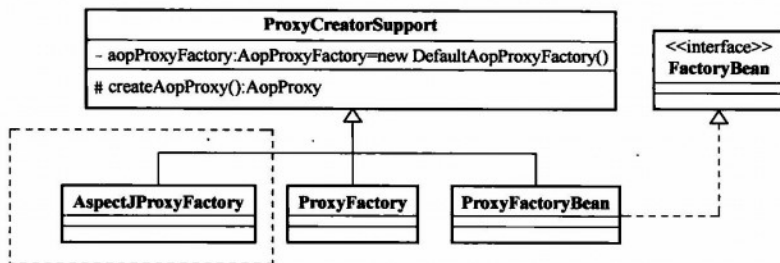 ProxyCreatorSupport
- aopProxyFactory:AopProxyFactory=new DefaultAopProxyFactory()
# createAopProxy():AopProxy
<<interface>>
FactoryBean
AspectJProxyFactory
ProxyFactory
ProxyFactoryBean